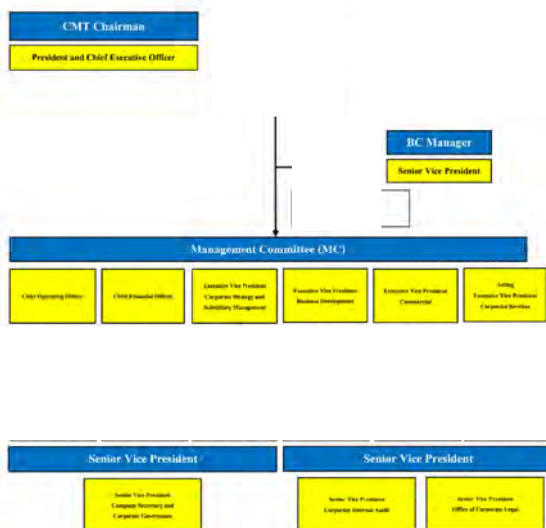 CMT Chairman
President and Chief Executive Officer
BC Manager
Senior Vice President
Management Committee (MC)
Chief Operating Officer
Chief Financial Officer
Executive Vice President
Corporate Strategy and
Subsidiary Management
Executive Vice President
Business Development
Executive Vice President
Commercial
Acting
Executive Vice President
Corporate Services
Senior Vice President
Senior Vice President
Senior Vice President
Company Secretary and
Corporate Governance
Senior Vice President
Corporate Internal Audit
Senior Vice President
Office of Corporate Legal